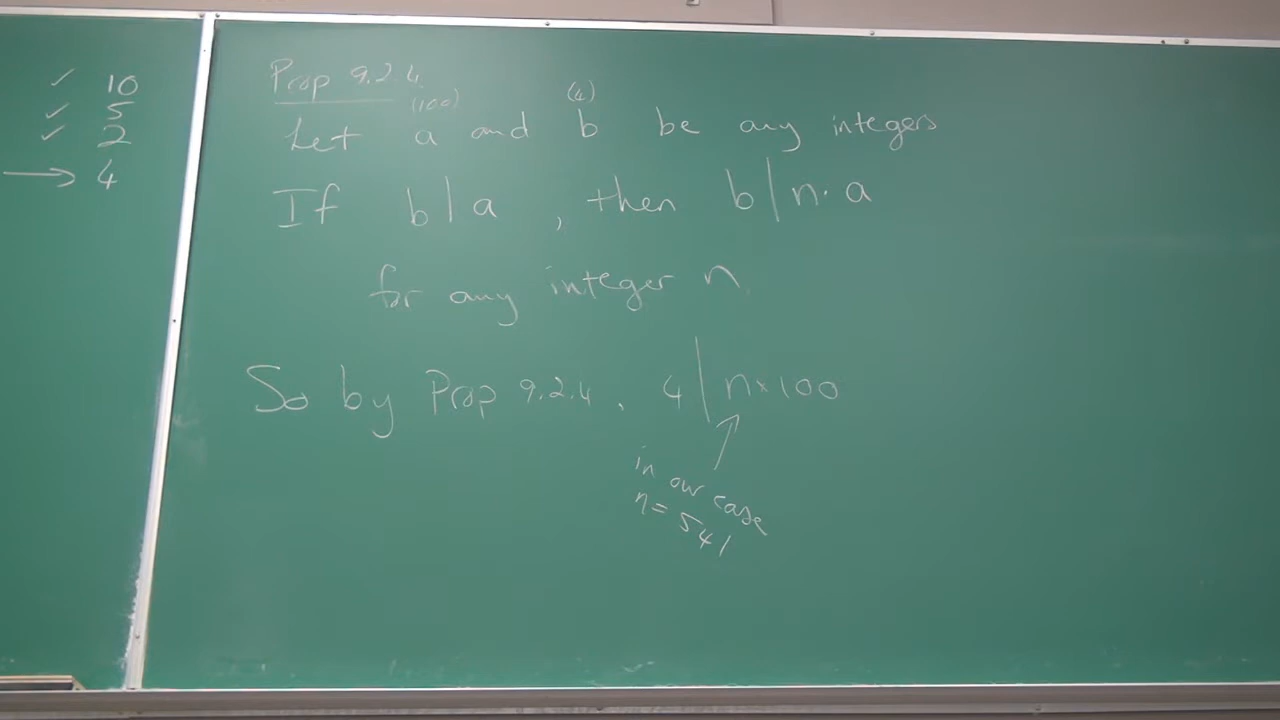 ✓ 10
✓ 5
✓ 2
→ 4
Prop 9.2.4.
(100) (4)
Let a and b be any integers
If b|a , then b|n·a
for any integer n.
So by Prop 9.2.4, 4|n×100
in our case
n=541